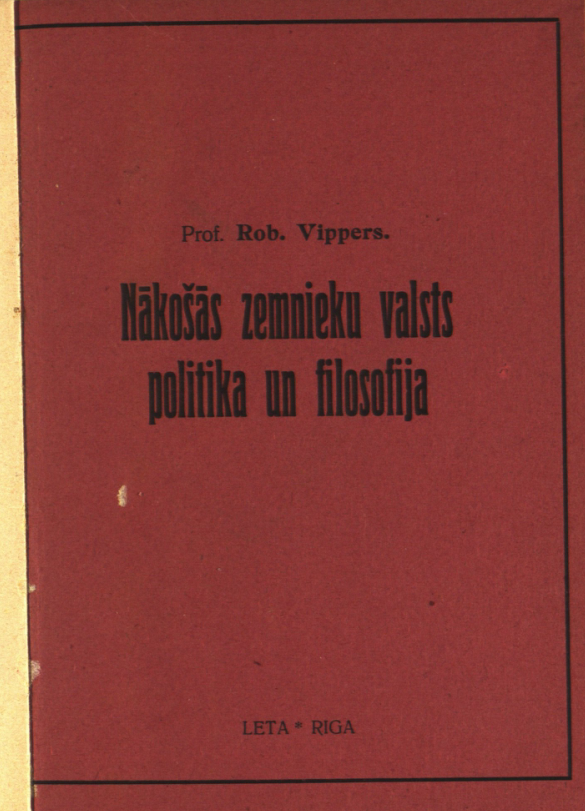 Prof. Rob. Vippers.
Nākošās zemnieku valsts
politika un filosofija
LETA * RIGA